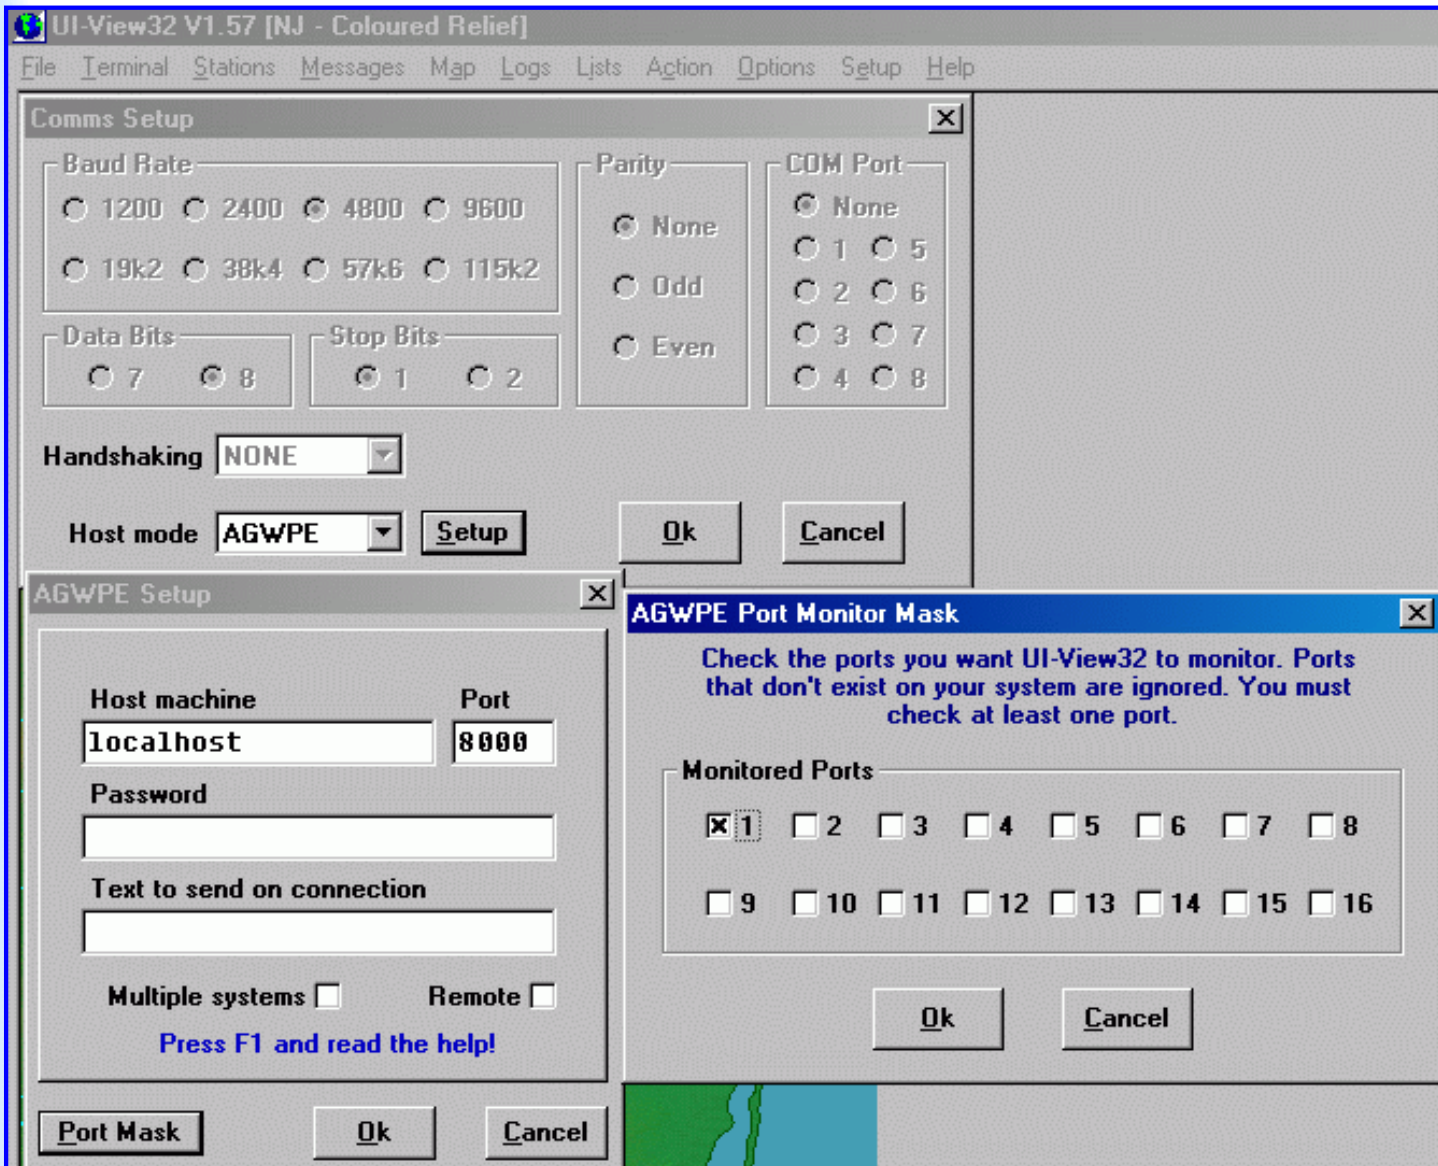 UI-View32 V1.57 [NJ - Coloured Relief]
File Terminal Stations Messages Map Logs Lists Action Options Setup Help
Comms Setup
Baud Rate
1200 2400 4800 9600
19k2 38k4 57k6 115k2
Parity
None
Odd
Even
COM Port
None
1 5
2 6
3 7
4 8
Data Bits
7 8
Stop Bits
1 2
Handshaking NONE
Host mode AGWPE Setup Ok Cancel
AGWPE Setup
Host machine Port
localhost 8000
Password
Text to send on connection
Multiple systems Remote
Press F1 and read the help!
Port Mask Ok Cancel
AGWPE Port Monitor Mask
Check the ports you want UI-View32 to monitor. Ports
that don't exist on your system are ignored. You must
check at least one port.
Monitored Ports
1 2 3 4 5 6 7 8
9 10 11 12 13 14 15 16
Ok Cancel